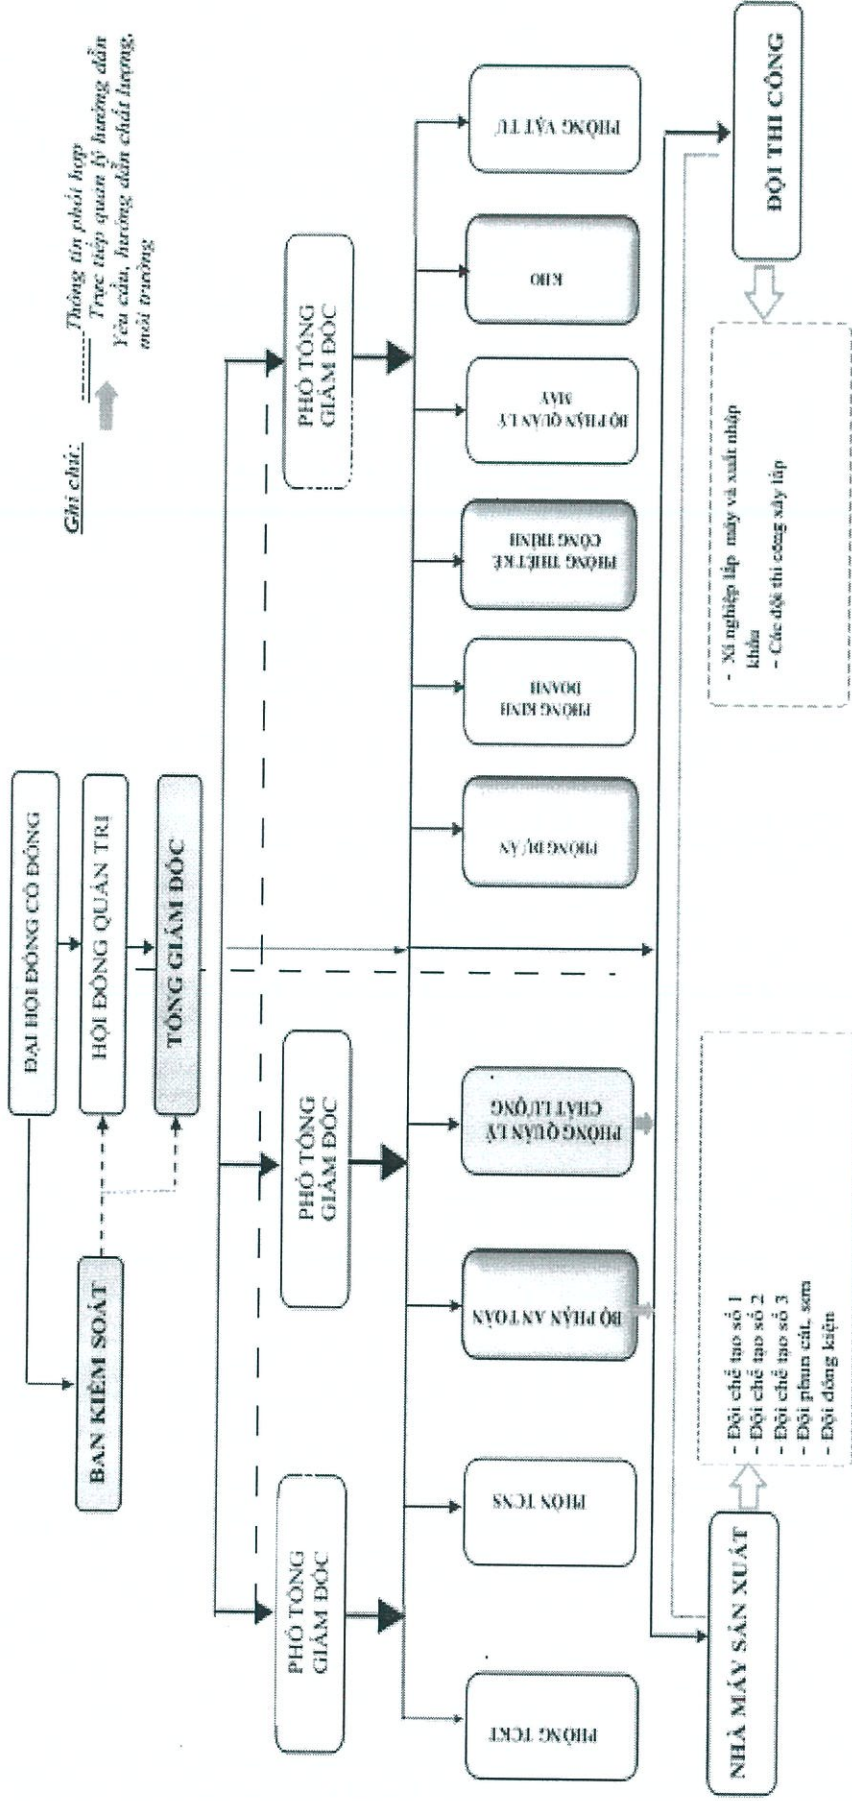 Ghi chú:
---------- Thông tin phối hợp
Trực tiếp quản lý hướng dẫn
Yêu cầu, hướng dẫn chất lượng,
môi trường
ĐẠI HỘI ĐỒNG CỔ ĐÔNG
HỘI ĐỒNG QUẢN TRỊ
BAN KIỂM SOÁT
TỔNG GIÁM ĐỐC
PHÓ TỔNG
GIÁM ĐỐC
PHÓ TỔNG
GIÁM ĐỐC
PHÓ TỔNG
GIÁM ĐỐC
PHÒNG TCKT
PHÒN TCNS
BỘ PHẬN AN TOÀN
PHÒNG QUẢN LÝ
CHẤT LƯỢNG
PHÒNG DỰ ÁN
PHÒNG KINH
DOANH
PHÒNG THIẾT KẾ
CÔNG TRÌNH
BỘ PHẬN QUẢN LÝ
MÁY
KHO
PHÒNG VẬT TƯ
NHÀ MÁY SẢN XUẤT
- Đội chế tạo số 1
- Đội chế tạo số 2
- Đội chế tạo số 3
- Đội phun cát, sơn
- Đội đóng kiện
- Xí nghiệp lắp máy và xuất nhập
khẩu
- Các đội thi công xây lắp
ĐỘI THI CÔNG